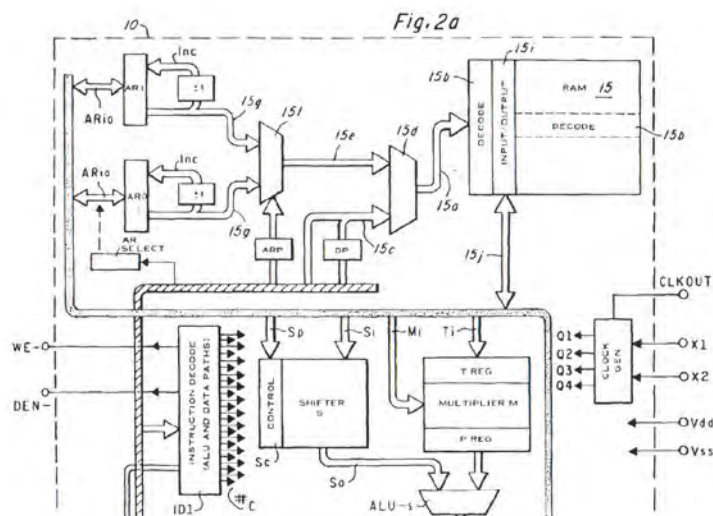 Fig. 2a
10
Inc
AR1
ARio
±1
15g
15l
15e
15d
15b
15i
DECODE
INPUT/OUTPUT
RAM 15
DECODE
15b
15a
Inc
ARio
AR0
±1
15g
ARP
DP
15c
15j
AR SELECT
CLKOUT
WE-
DEN-
Sp
Si
Mi
Ti
INSTRUCTION DECODE
(ALU AND DATA PATHS)
CONTROL
SHIFTER
S
T REG
MULTIPLIER M
P REG
Q1
Q2
Q3
Q4
CLOCK GEN
X1
X2
Vdd
Vss
Sc
So
ID1
#C
ALU-s